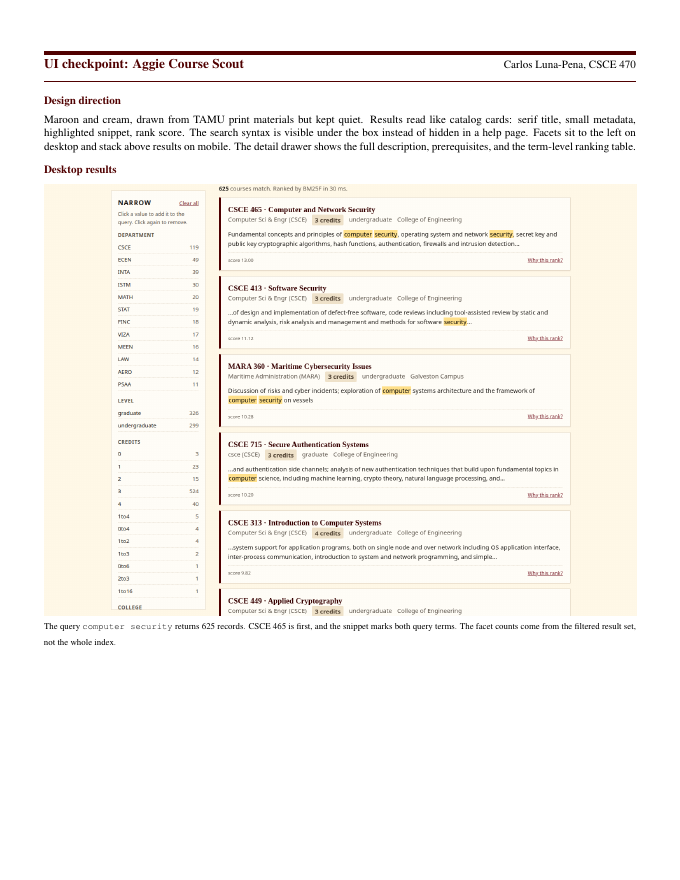 UI checkpoint: Aggie Course Scout
Carlos Luna-Pena, CSCE 470
Design direction
Maroon and cream, drawn from TAMU print materials but kept quiet. Results read like catalog cards: serif title, small metadata,
highlighted snippet, rank score. The search syntax is visible under the box instead of hidden in a help page. Facets sit to the left on
desktop and stack above results on mobile. The detail drawer shows the full description, prerequisites, and the term-level ranking table.
Desktop results
NARROW Clear all
Click a value to add it to the
query. Click again to remove.
DEPARTMENT
CSCE 119
ECEN 49
INTA 39
ISTM 30
MATH 20
STAT 19
FINC 18
VIZA 17
MEEN 16
LAW 14
AERO 12
PSAA 11
LEVEL
graduate 326
undergraduate 299
CREDITS
0 3
1 23
2 15
3 524
4 40
1to4 5
0to4 4
1to2 4
1to3 2
0to6 1
2to3 1
1to16 1
COLLEGE
625 courses match. Ranked by BM25F in 30 ms.
CSCE 465 · Computer and Network Security
Computer Sci & Engr (CSCE) 3 credits undergraduate College of Engineering
Fundamental concepts and principles of computer security, operating system and network security, secret key and
public key cryptographic algorithms, hash functions, authentication, firewalls and intrusion detection...
score 13.00 Why this rank?
CSCE 413 · Software Security
Computer Sci & Engr (CSCE) 3 credits undergraduate College of Engineering
...of design and implementation of defect-free software, code reviews including tool-assisted review by static and
dynamic analysis, risk analysis and management and methods for software security...
score 11.12 Why this rank?
MARA 360 · Maritime Cybersecurity Issues
Maritime Administration (MARA) 3 credits undergraduate Galveston Campus
Discussion of risks and cyber incidents; exploration of computer systems architecture and the framework of
computer security on vessels
score 10.28 Why this rank?
CSCE 715 · Secure Authentication Systems
csce (CSCE) 3 credits graduate College of Engineering
...and authentication side channels; analysis of new authentication techniques that build upon fundamental topics in
computer science, including machine learning, crypto theory, natural language processing, and...
score 10.20 Why this rank?
CSCE 313 · Introduction to Computer Systems
Computer Sci & Engr (CSCE) 4 credits undergraduate College of Engineering
...system support for application programs, both on single node and over network including OS application interface,
inter-process communication, introduction to system and network programming, and simple...
score 9.82 Why this rank?
CSCE 449 · Applied Cryptography
Computer Sci & Engr (CSCE) 3 credits undergraduate College of Engineering
The query computer security returns 625 records. CSCE 465 is first, and the snippet marks both query terms. The facet counts come from the filtered result set,
not the whole index.